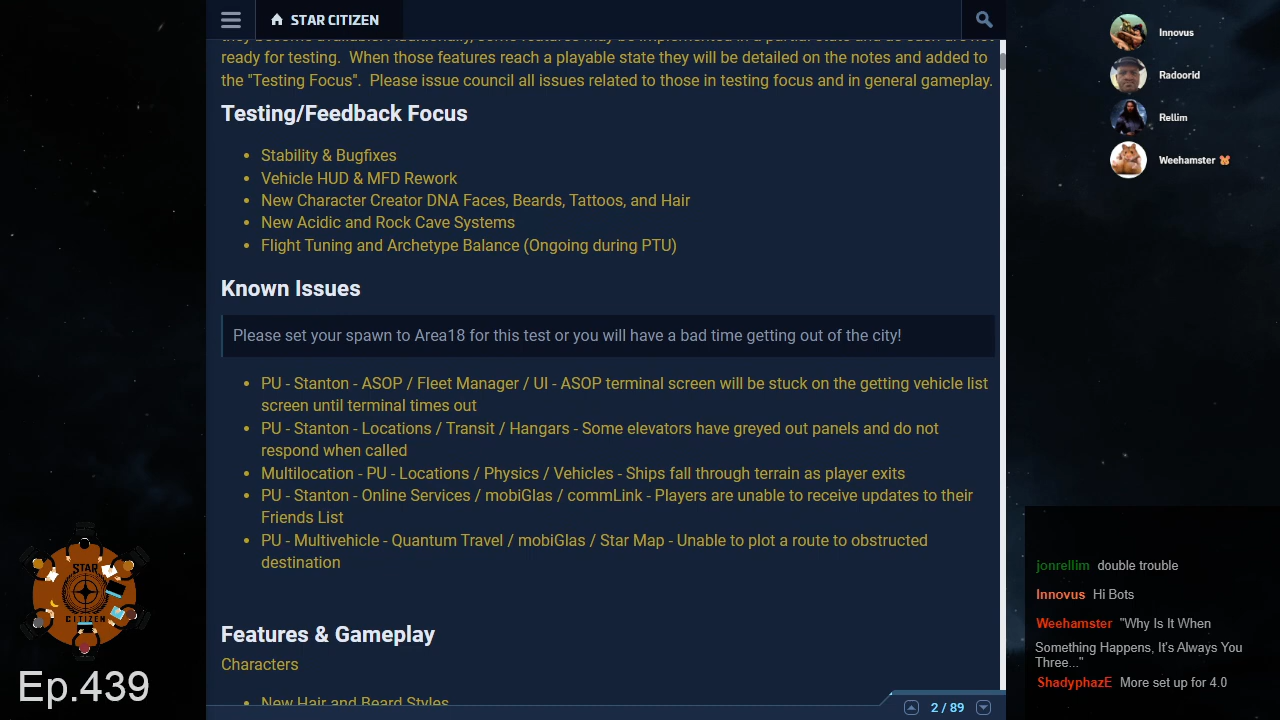 STAR CITIZEN
ready for testing.  When those features reach a playable state they will be detailed on the notes and added to
the "Testing Focus".  Please issue council all issues related to those in testing focus and in general gameplay.
Testing/Feedback Focus
Stability & Bugfixes
Vehicle HUD & MFD Rework
New Character Creator DNA Faces, Beards, Tattoos, and Hair
New Acidic and Rock Cave Systems
Flight Tuning and Archetype Balance (Ongoing during PTU)
Known Issues
Please set your spawn to Area18 for this test or you will have a bad time getting out of the city!
PU - Stanton - ASOP / Fleet Manager / UI - ASOP terminal screen will be stuck on the getting vehicle list
screen until terminal times out
PU - Stanton - Locations / Transit / Hangars - Some elevators have greyed out panels and do not
respond when called
Multilocation - PU - Locations / Physics / Vehicles - Ships fall through terrain as player exits
PU - Stanton - Online Services / mobiGlas / commLink - Players are unable to receive updates to their
Friends List
PU - Multivehicle - Quantum Travel / mobiGlas / Star Map - Unable to plot a route to obstructed
destination
Features & Gameplay
Characters
New Hair and Beard Styles
2 / 89
Innovus
Radoorid
Rellim
Weehamster
jonrellim double trouble
Innovus Hi Bots
Weehamster "Why Is It When
Something Happens, It's Always You
Three..."
ShadyphazE More set up for 4.0
STAR
CITIZEN
Ep.439